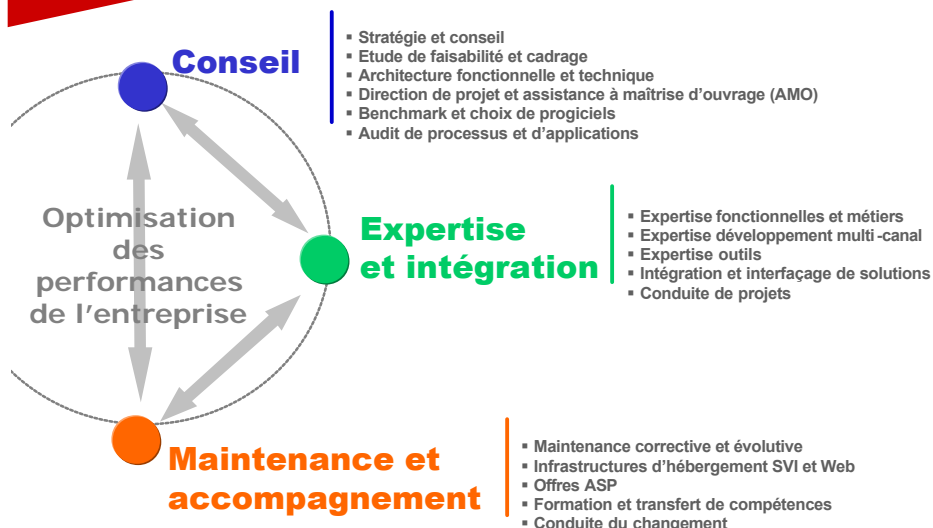 Conseil
▪ Stratégie et conseil
▪ Etude de faisabilité et cadrage
▪ Architecture fonctionnelle et technique
▪ Direction de projet et assistance à maîtrise d'ouvrage (AMO)
▪ Benchmark et choix de progiciels
▪ Audit de processus et d'applications
Optimisation
des
performances
de l'entreprise
Expertise
et intégration
▪ Expertise fonctionnelles et métiers
▪ Expertise développement multi-canal
▪ Expertise outils
▪ Intégration et interfaçage de solutions
▪ Conduite de projets
Maintenance et
accompagnement
▪ Maintenance corrective et évolutive
▪ Infrastructures d'hébergement SVI et Web
▪ Offres ASP
▪ Formation et transfert de compétences
▪ Conduite du changement